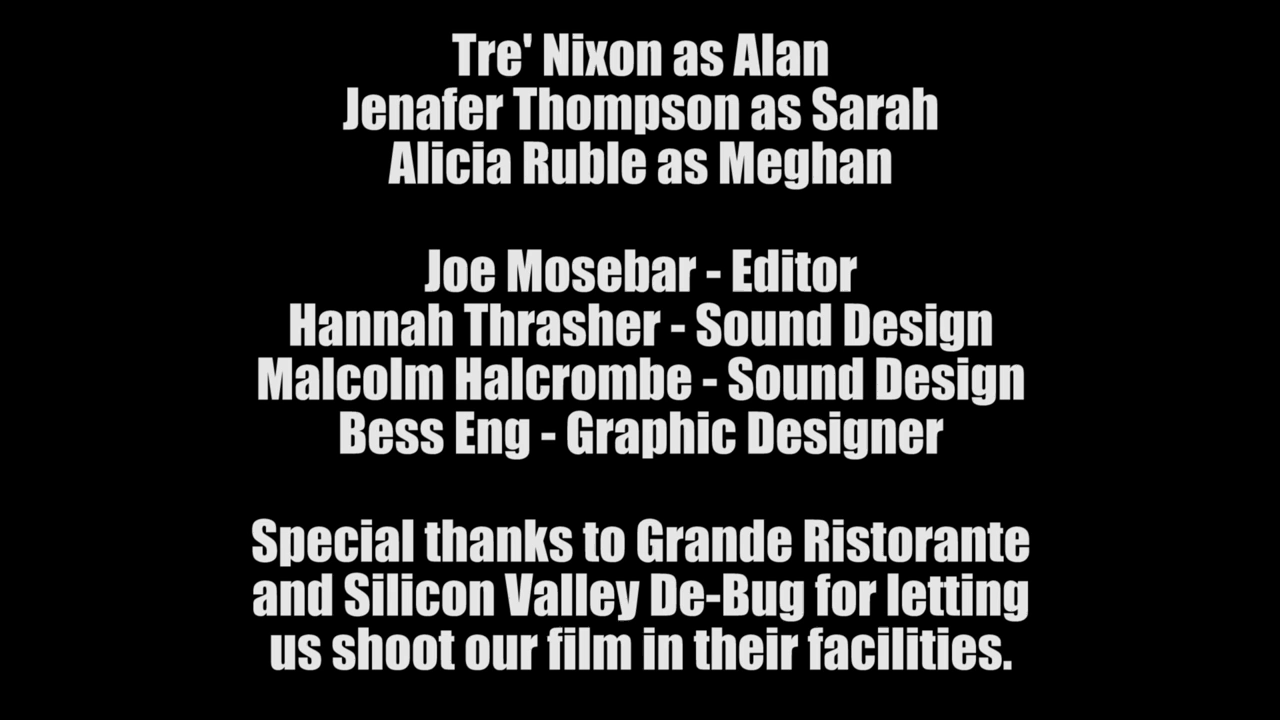 Tre' Nixon as Alan
Jenafer Thompson as Sarah
Alicia Ruble as Meghan
Joe Mosebar - Editor
Hannah Thrasher - Sound Design
Malcolm Halcrombe - Sound Design
Bess Eng - Graphic Designer
Special thanks to Grande Ristorante
and Silicon Valley De-Bug for letting
us shoot our film in their facilities.